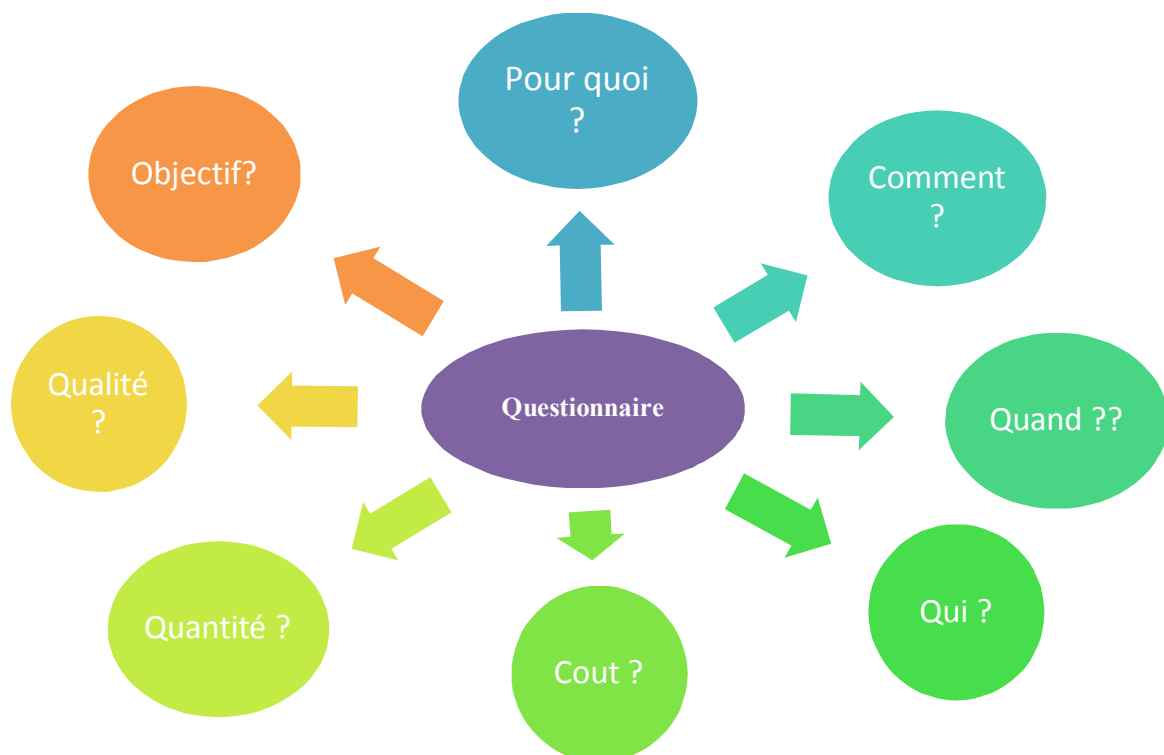 Pour quoi
?
Comment
?
Quand ??
Qui ?
Cout ?
Quantité ?
Qualité
?
Objectif?
Questionnaire